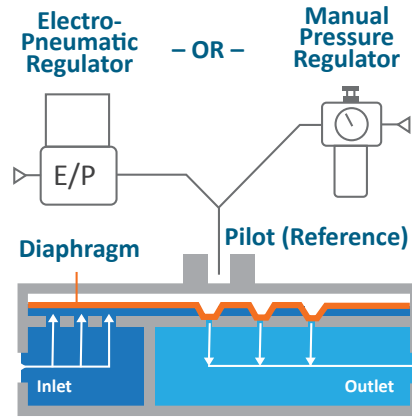 Electro-
Pneumatic
Regulator
– OR –
Manual
Pressure
Regulator
E/P
Pilot (Reference)
Diaphragm
Inlet
Outlet